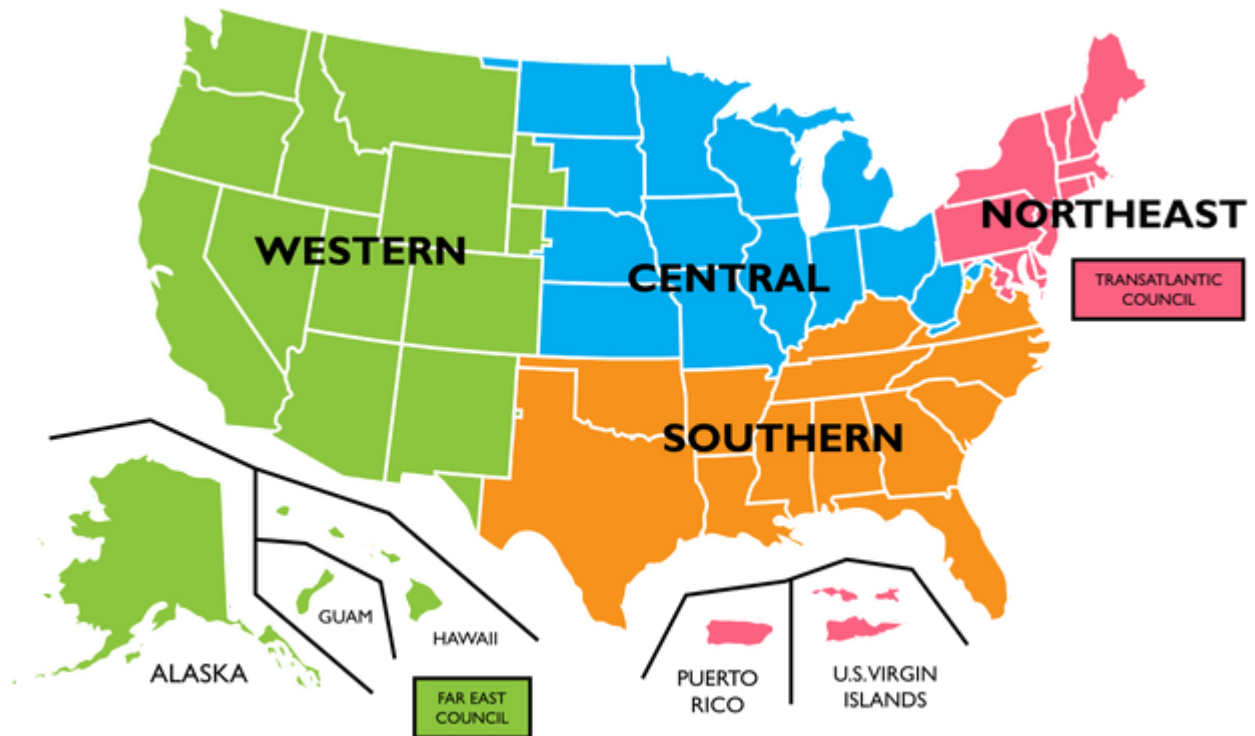 WESTERN
CENTRAL
NORTHEAST
TRANSATLANTIC
COUNCIL
SOUTHERN
ALASKA
GUAM
HAWAII
FAR EAST
COUNCIL
PUERTO
RICO
U.S.VIRGIN
ISLANDS